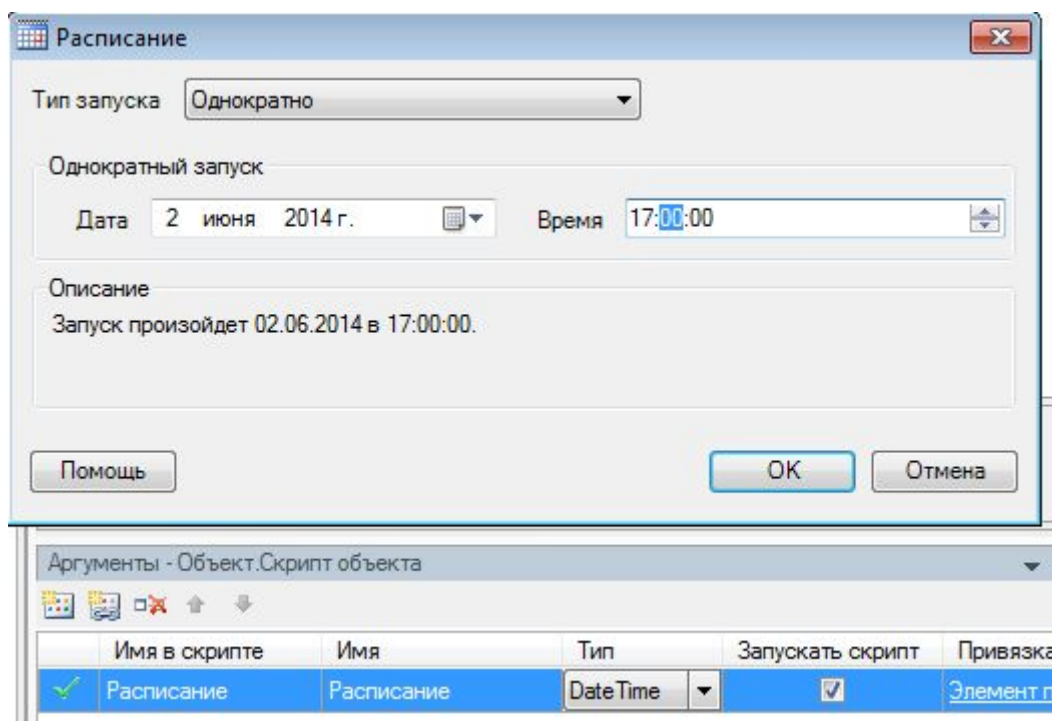 Расписание
Тип запуска Однократно
Однократный запуск
Дата 2 июня 2014 г. Время 17:00:00
Описание
Запуск произойдет 02.06.2014 в 17:00:00.
Помощь OK Отмена
Аргументы - Объект.Скрипт объекта
Имя в скрипте Имя Тип Запускать скрипт Привязка
Расписание Расписание DateTime Элемент п